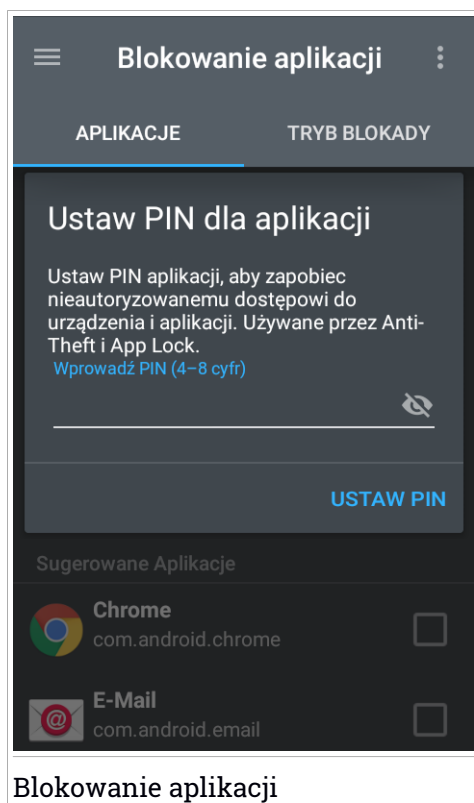 Blokowanie aplikacji
APLIKACJE
TRYB BLOKADY
Ustaw PIN dla aplikacji
Ustaw PIN aplikacji, aby zapobiec
nieautoryzowanemu dostępowi do
urządzenia i aplikacji. Używane przez Anti-
Theft i App Lock.
Wprowadź PIN (4–8 cyfr)
USTAW PIN
Sugerowane Aplikacje
Chrome
com.android.chrome
E-Mail
com.android.email
Blokowanie aplikacji